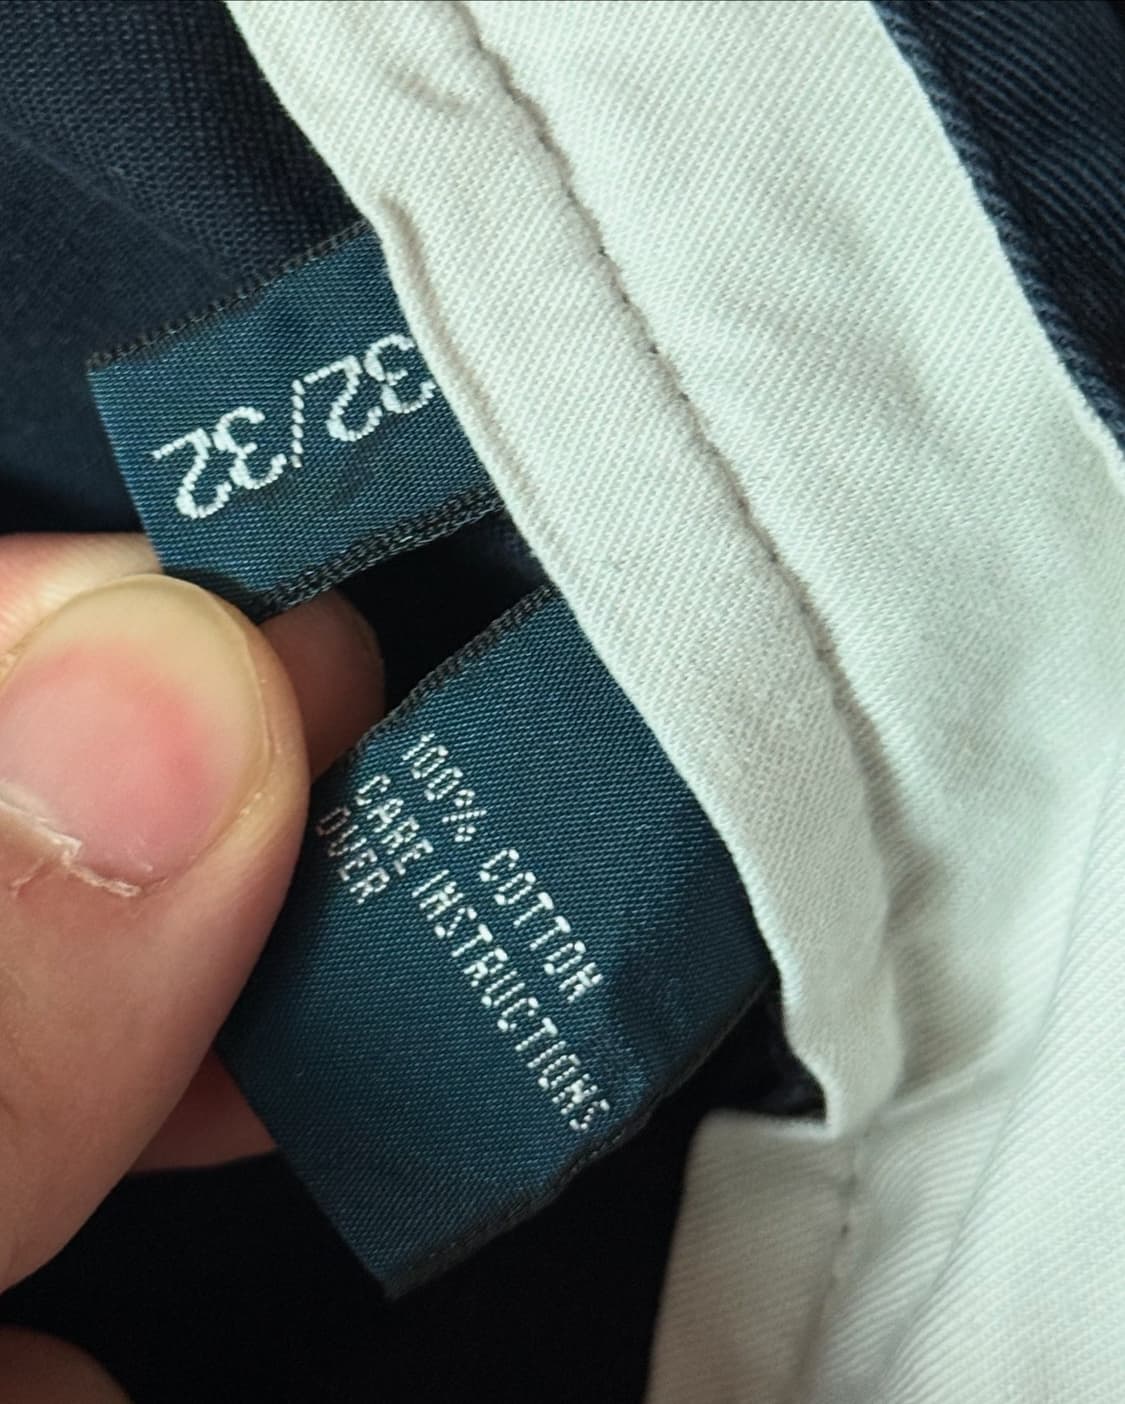 32/32
100% COTTON
CARE INSTRUCTIONS
OVER